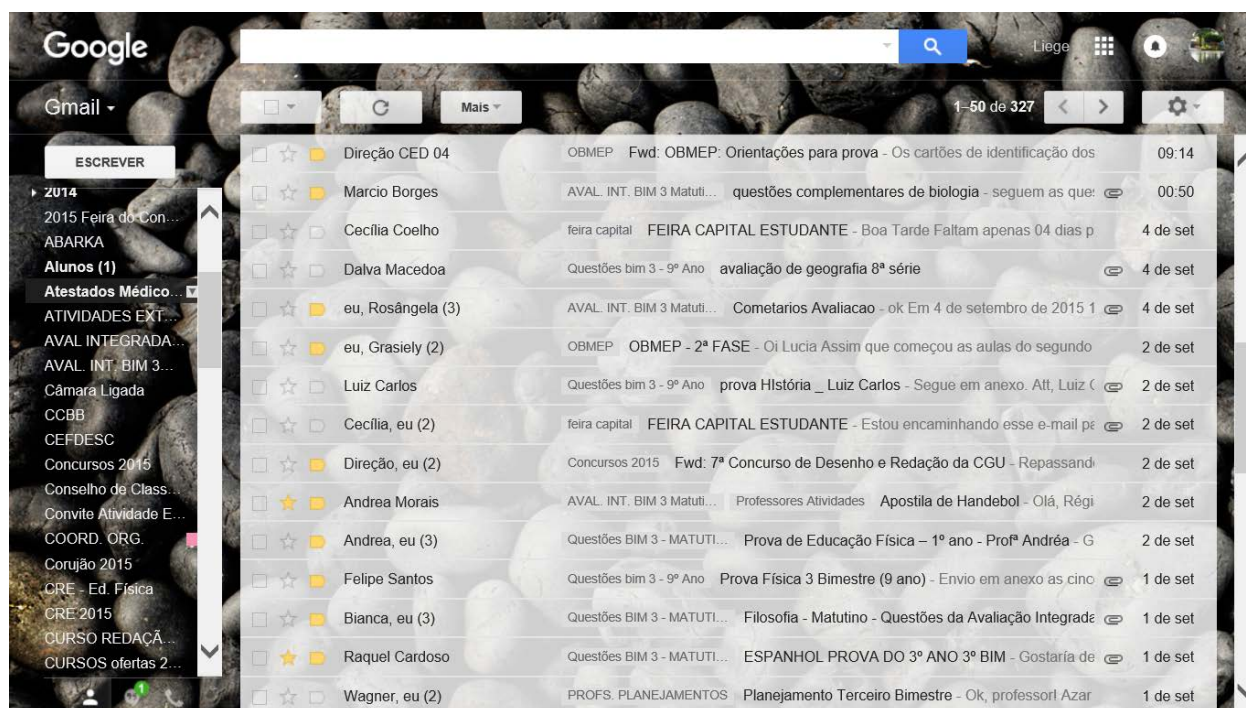 Google
Liege
Gmail
Mais
1–50 de 327
ESCREVER
2014
2015 Feira do Con...
ABARKA
Alunos (1)
Atestados Médico...
ATIVIDADES EXT...
AVAL INTEGRADA...
AVAL. INT. BIM 3...
Câmara Ligada
CCBB
CEFDESC
Concursos 2015
Conselho de Class...
Convite Atividade E...
COORD. ORG.
Corujão 2015
CRE - Ed. Física
CRE 2015
CURSO REDAÇÃ...
CURSOS ofertas 2...
1
Direção CED 04 OBMEP Fwd: OBMEP: Orientações para prova - Os cartões de identificação dos 09:14
Marcio Borges AVAL. INT. BIM 3 Matuti... questões complementares de biologia - seguem as que 00:50
Cecília Coelho feira capital FEIRA CAPITAL ESTUDANTE - Boa Tarde Faltam apenas 04 dias p 4 de set
Dalva Macedoa Questões bim 3 - 9º Ano avaliação de geografia 8ª série 4 de set
eu, Rosângela (3) AVAL. INT. BIM 3 Matuti... Cometarios Avaliacao - ok Em 4 de setembro de 2015 1 4 de set
eu, Grasiely (2) OBMEP OBMEP - 2ª FASE - Oi Lucia Assim que começou as aulas do segundo 2 de set
Luiz Carlos Questões bim 3 - 9º Ano prova HIstória _ Luiz Carlos - Segue em anexo. Att, Luiz 2 de set
Cecília, eu (2) feira capital FEIRA CAPITAL ESTUDANTE - Estou encaminhando esse e-mail pa 2 de set
Direção, eu (2) Concursos 2015 Fwd: 7ª Concurso de Desenho e Redação da CGU - Repassand 2 de set
Andrea Morais AVAL. INT. BIM 3 Matuti... Professores Atividades Apostila de Handebol - Olá, Régi 2 de set
Andrea, eu (3) Questões BIM 3 - MATUTI... Prova de Educação Física – 1º ano - Profª Andréa - G 2 de set
Felipe Santos Questões bim 3 - 9º Ano Prova Física 3 Bimestre (9 ano) - Envio em anexo as cinc 1 de set
Bianca, eu (3) Questões BIM 3 - MATUTI... Filosofia - Matutino - Questões da Avaliação Integrada 1 de set
Raquel Cardoso Questões BIM 3 - MATUTI... ESPANHOL PROVA DO 3º ANO 3º BIM - Gostaría de 1 de set
Wagner, eu (2) PROFS. PLANEJAMENTOS Planejamento Terceiro Bimestre - Ok, professor! Azar 1 de set